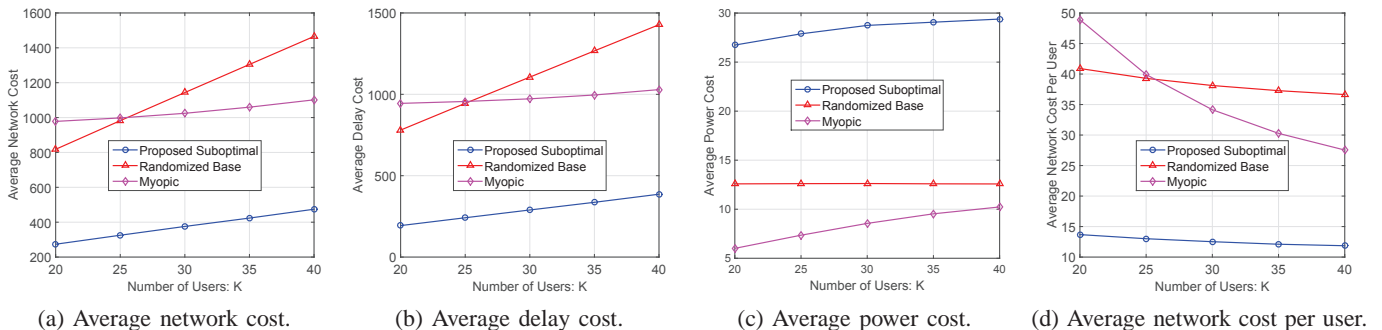 1600
1400
1200
1000
800
600
400
200
Average Network Cost
Proposed Suboptimal
Randomized Base
Myopic
20 25 30 35 40
Number of Users: K
(a) Average network cost.
1500
1000
500
0
Average Delay Cost
Proposed Suboptimal
Randomized Base
Myopic
20 25 30 35 40
Number of Users: K
(b) Average delay cost.
30
25
20
15
10
5
Average Power Cost
Proposed Suboptimal
Randomized Base
Myopic
20 25 30 35 40
Number of Users: K
(c) Average power cost.
50
45
40
35
30
25
20
15
10
Average Network Cost Per User
Proposed Suboptimal
Randomized Base
Myopic
20 25 30 35 40
Number of Users: K
(d) Average network cost per user.